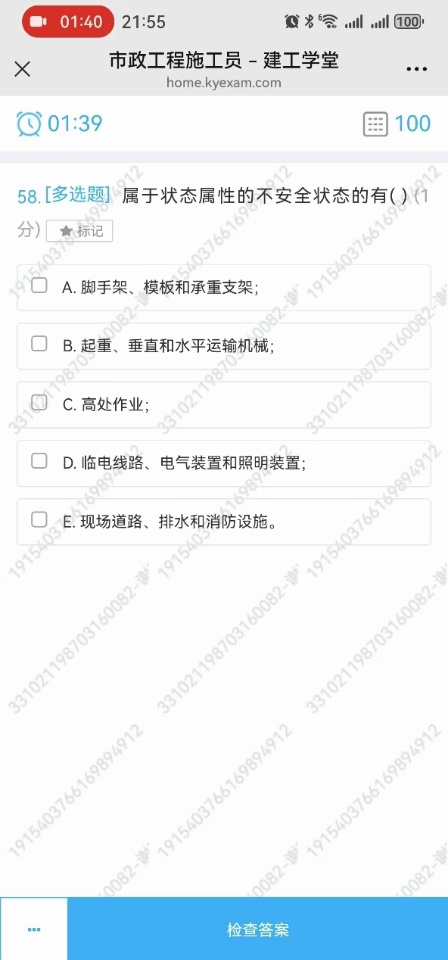 01:40 21:55 6 100
市政工程施工员 – 建工学堂
home.kyexam.com
01:39 100
58. [多选题] 属于状态属性的不安全状态的有( ) (1
分) ★ 标记
A. 脚手架、模板和承重支架;
B. 起重、垂直和水平运输机械;
C. 高处作业;
D. 临电线路、电气装置和照明装置;
E. 现场道路、排水和消防设施。
1915403766169894912
331021198703160082-谢
检查答案